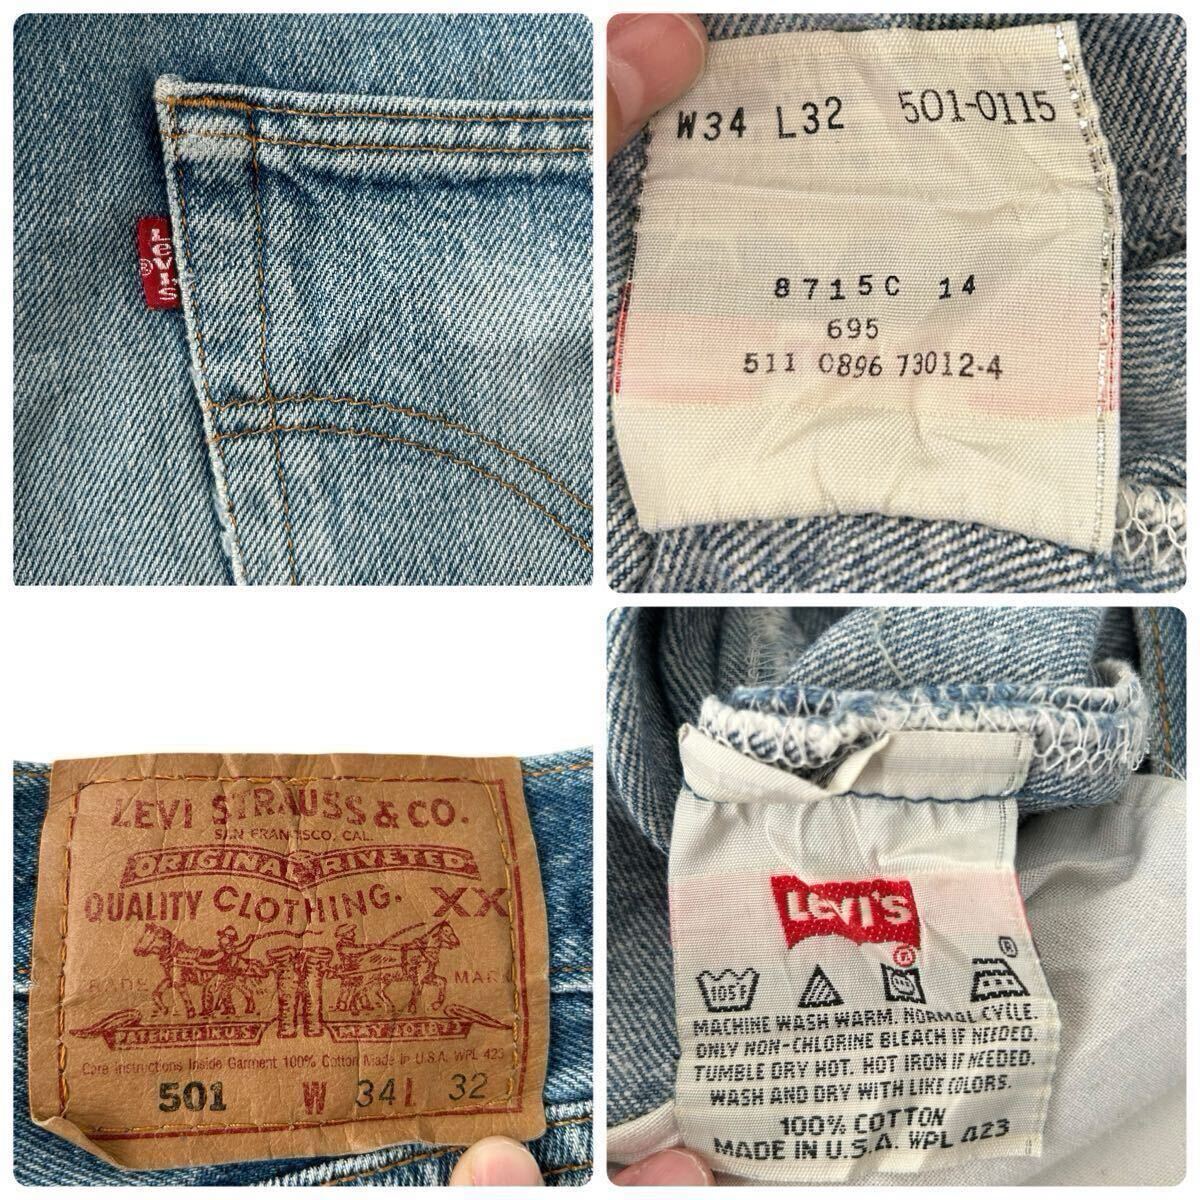 Levi's
®
W34 L32 501-0115
8715C 14
695
511 0896 73012-4
LEVI STRAUSS & CO.
SAN FRANCISCO, CAL.
ORIGINAL RIVETED
QUALITY CLOTHING. XX
TRADE MARK
PATENTED IN U.S. MAY 20 1873
Care Instructions Inside Garment 100% Cotton Made In U.S.A. WPL 423
501 W 34 L 32
Levi's
®
105F
®
MACHINE WASH WARM. NORMAL CYCLE.
ONLY NON-CHLORINE BLEACH IF NEEDED.
TUMBLE DRY HOT. HOT IRON IF NEEDED.
WASH AND DRY WITH LIKE COLORS.
100% COTTON
MADE IN U.S.A. WPL 423